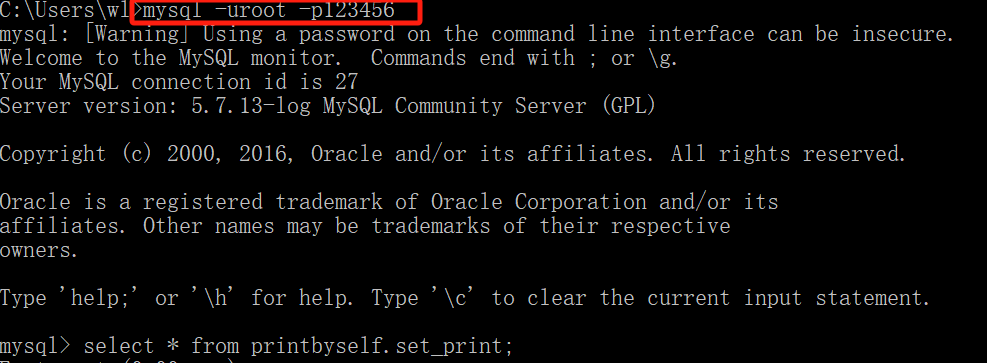 C:\Users\wl>mysql -uroot -p123456
mysql: [Warning] Using a password on the command line interface can be insecure.
Welcome to the MySQL monitor.  Commands end with ; or \g.
Your MySQL connection id is 27
Server version: 5.7.13-log MySQL Community Server (GPL)
Copyright (c) 2000, 2016, Oracle and/or its affiliates. All rights reserved.
Oracle is a registered trademark of Oracle Corporation and/or its
affiliates. Other names may be trademarks of their respective
owners.
Type 'help;' or '\h' for help. Type '\c' to clear the current input statement.
mysql> select * from printbyself.set_print;